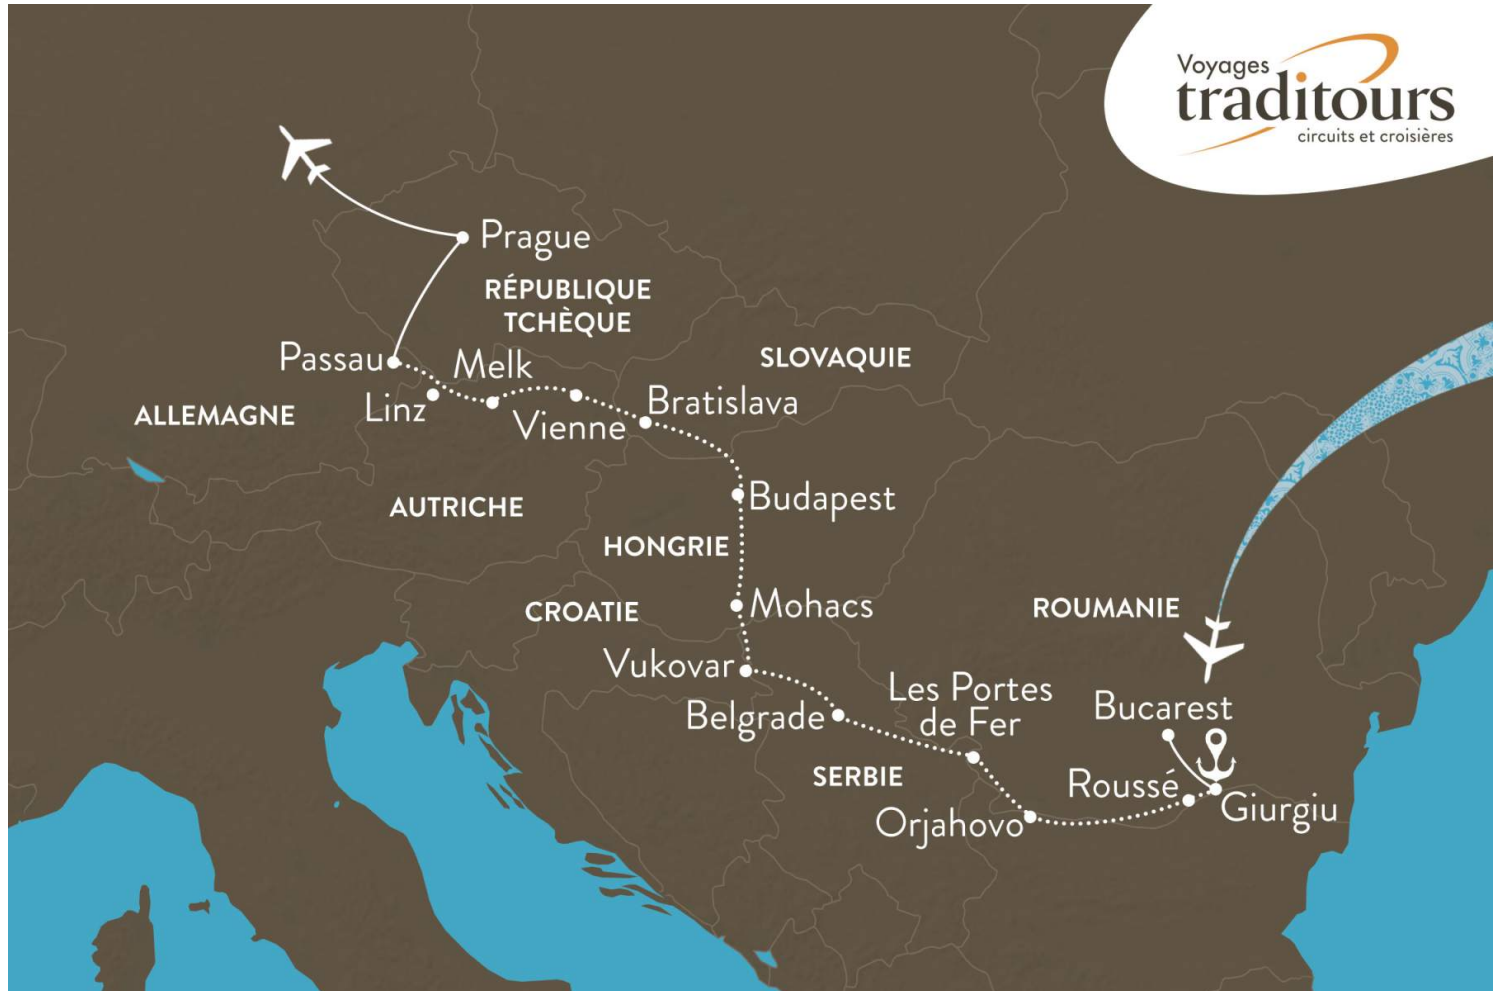 Voyages
traditours
circuits et croisières
Prague
RÉPUBLIQUE
TCHÈQUE
Passau
Melk
SLOVAQUIE
Linz
Bratislava
ALLEMAGNE
Vienne
Budapest
AUTRICHE
HONGRIE
Mohacs
CROATIE
ROUMANIE
Vukovar
Les Portes
de Fer
Belgrade
Bucarest
SERBIE
Roussé
Giurgiu
Orjahovo